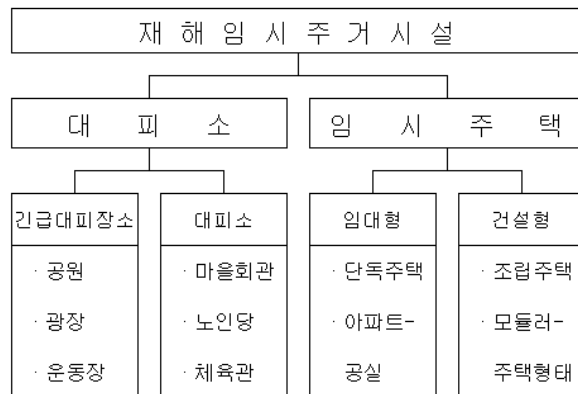 재해임시주거시설
대피소
임시주택
긴급대피장소
· 공원
· 광장
· 운동장
대피소
· 마을회관
· 노인당
· 체육관
임대형
· 단독주택
· 아파트-
공실
건설형
· 조립주택
· 모듈러-
주택형태